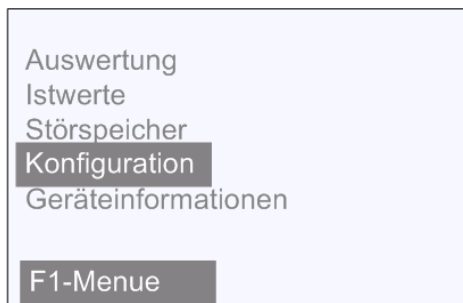 Auswertung
Istwerte
Störspeicher
Konfiguration
Geräteinformationen
F1-Menue